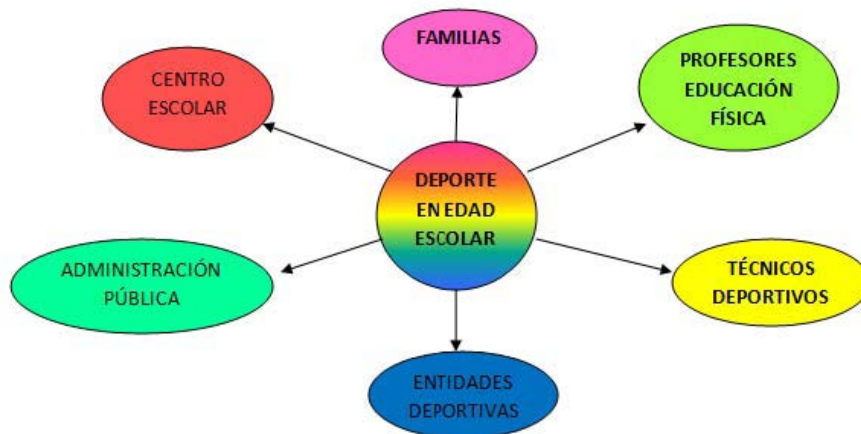 FAMILIAS
CENTRO
ESCOLAR
PROFESORES
EDUCACIÓN
FÍSICA
DEPORTE
EN EDAD
ESCOLAR
ADMINISTRACIÓN
PÚBLICA
TÉCNICOS
DEPORTIVOS
ENTIDADES
DEPORTIVAS